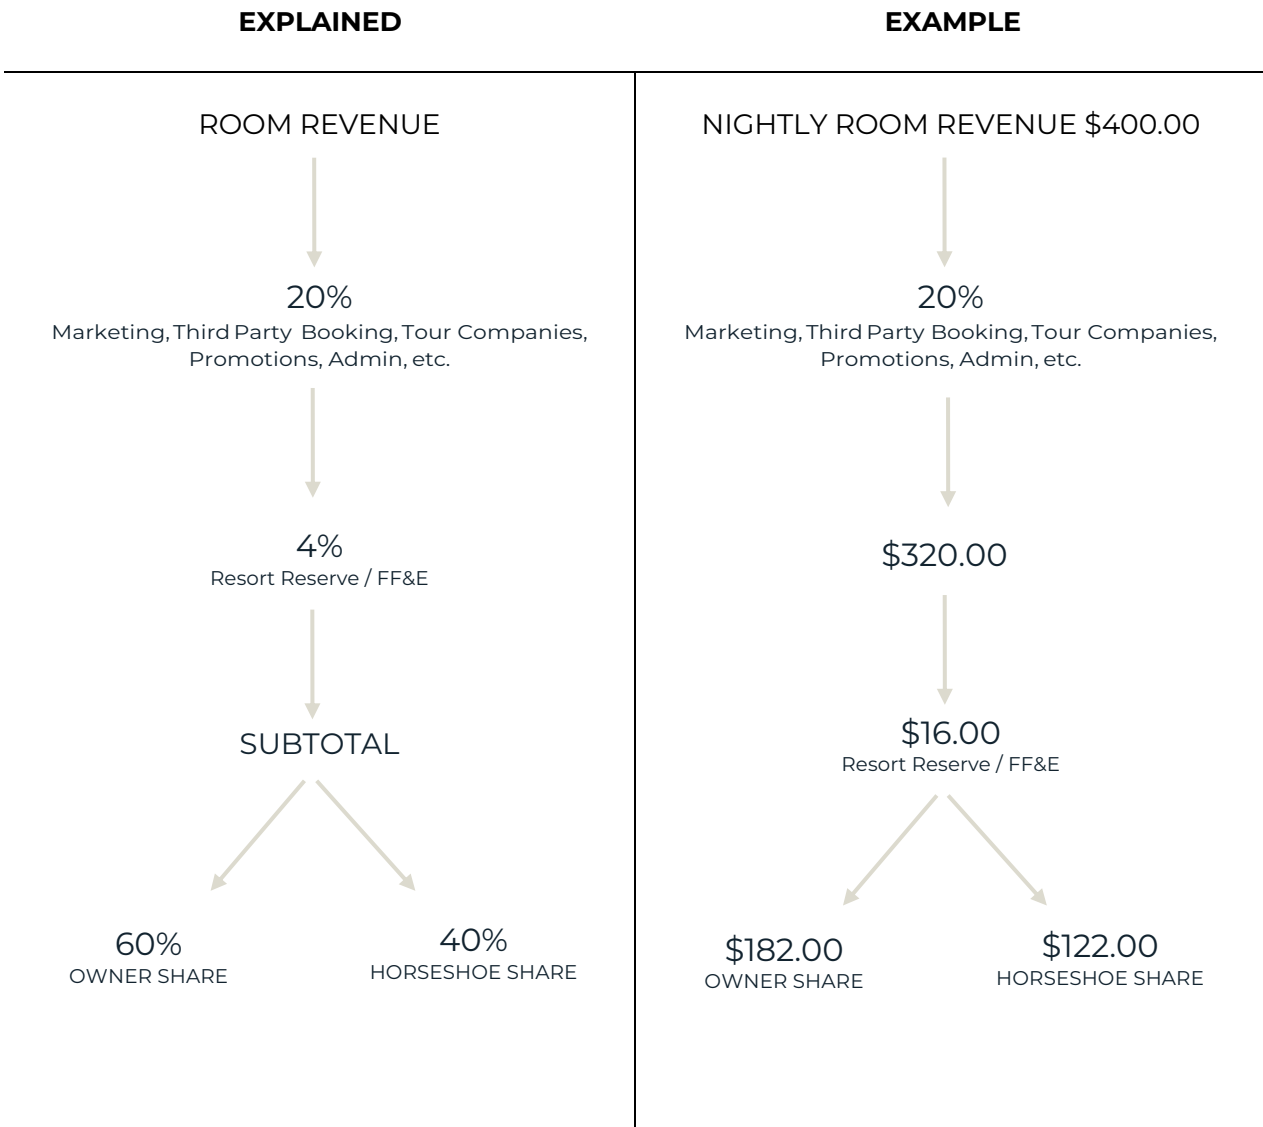 EXPLAINED
ROOM REVENUE
20%
Marketing, Third Party Booking, Tour Companies,
Promotions, Admin, etc.
4%
Resort Reserve / FF&E
SUBTOTAL
60%
OWNER SHARE
40%
HORSESHOE SHARE
EXAMPLE
NIGHTLY ROOM REVENUE $400.00
20%
Marketing, Third Party Booking, Tour Companies,
Promotions, Admin, etc.
$320.00
$16.00
Resort Reserve / FF&E
$182.00
OWNER SHARE
$122.00
HORSESHOE SHARE